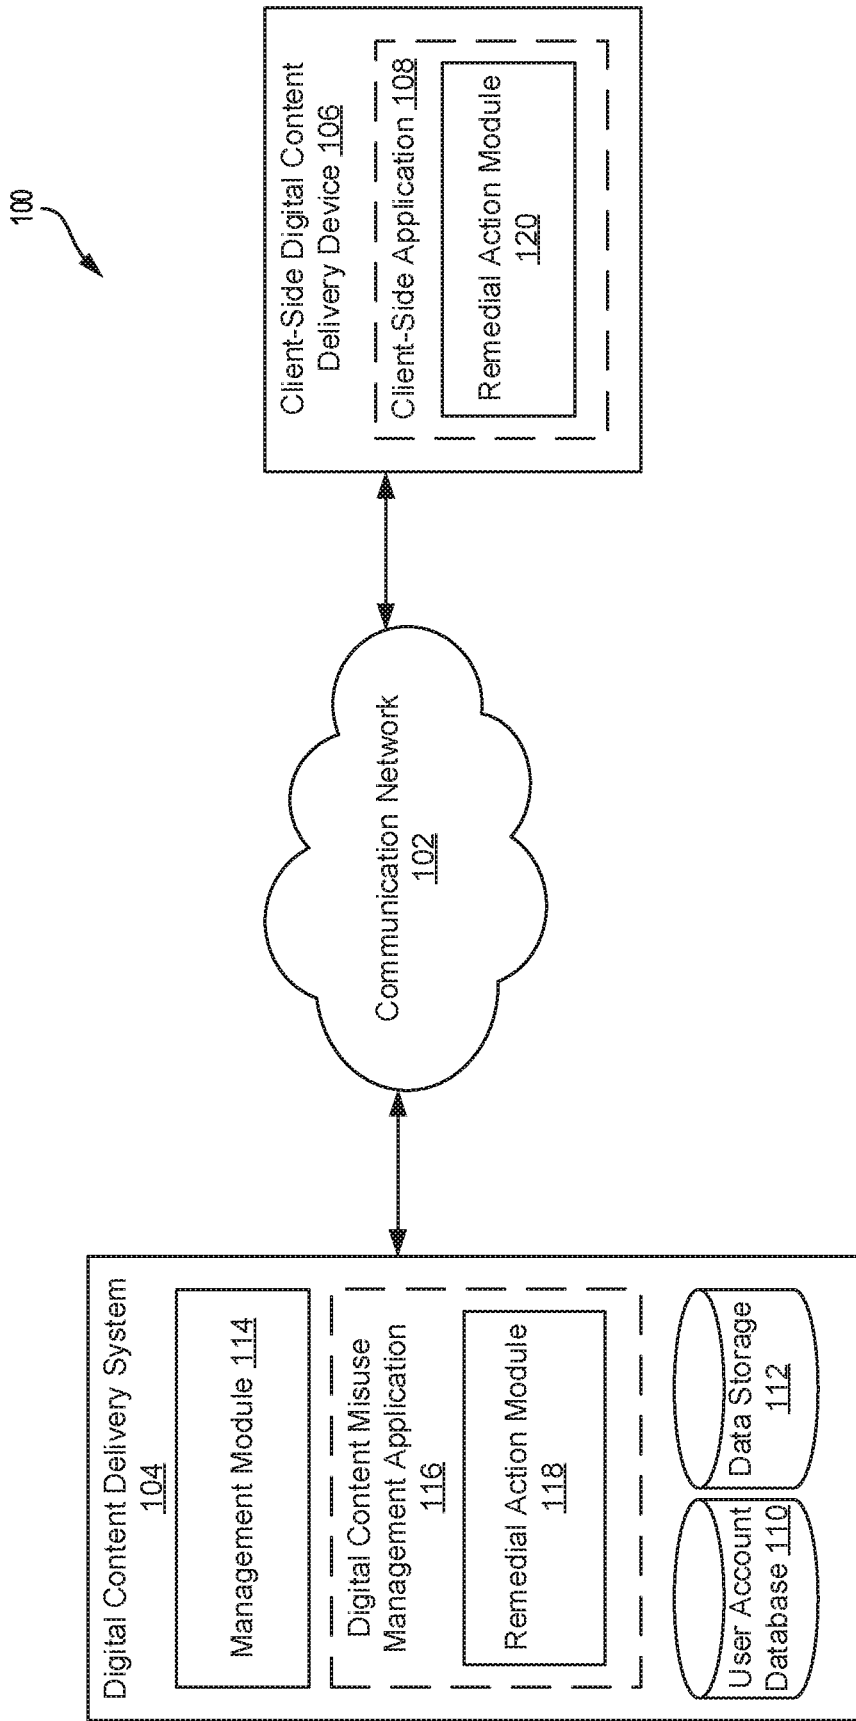 100
Digital Content Delivery System
104
Management Module 114
Digital Content Misuse
Management Application
116
Remedial Action Module
118
User Account
Database 110
Data Storage
112
Communication Network
102
Client-Side Digital Content
Delivery Device 106
Client-Side Application 108
Remedial Action Module
120